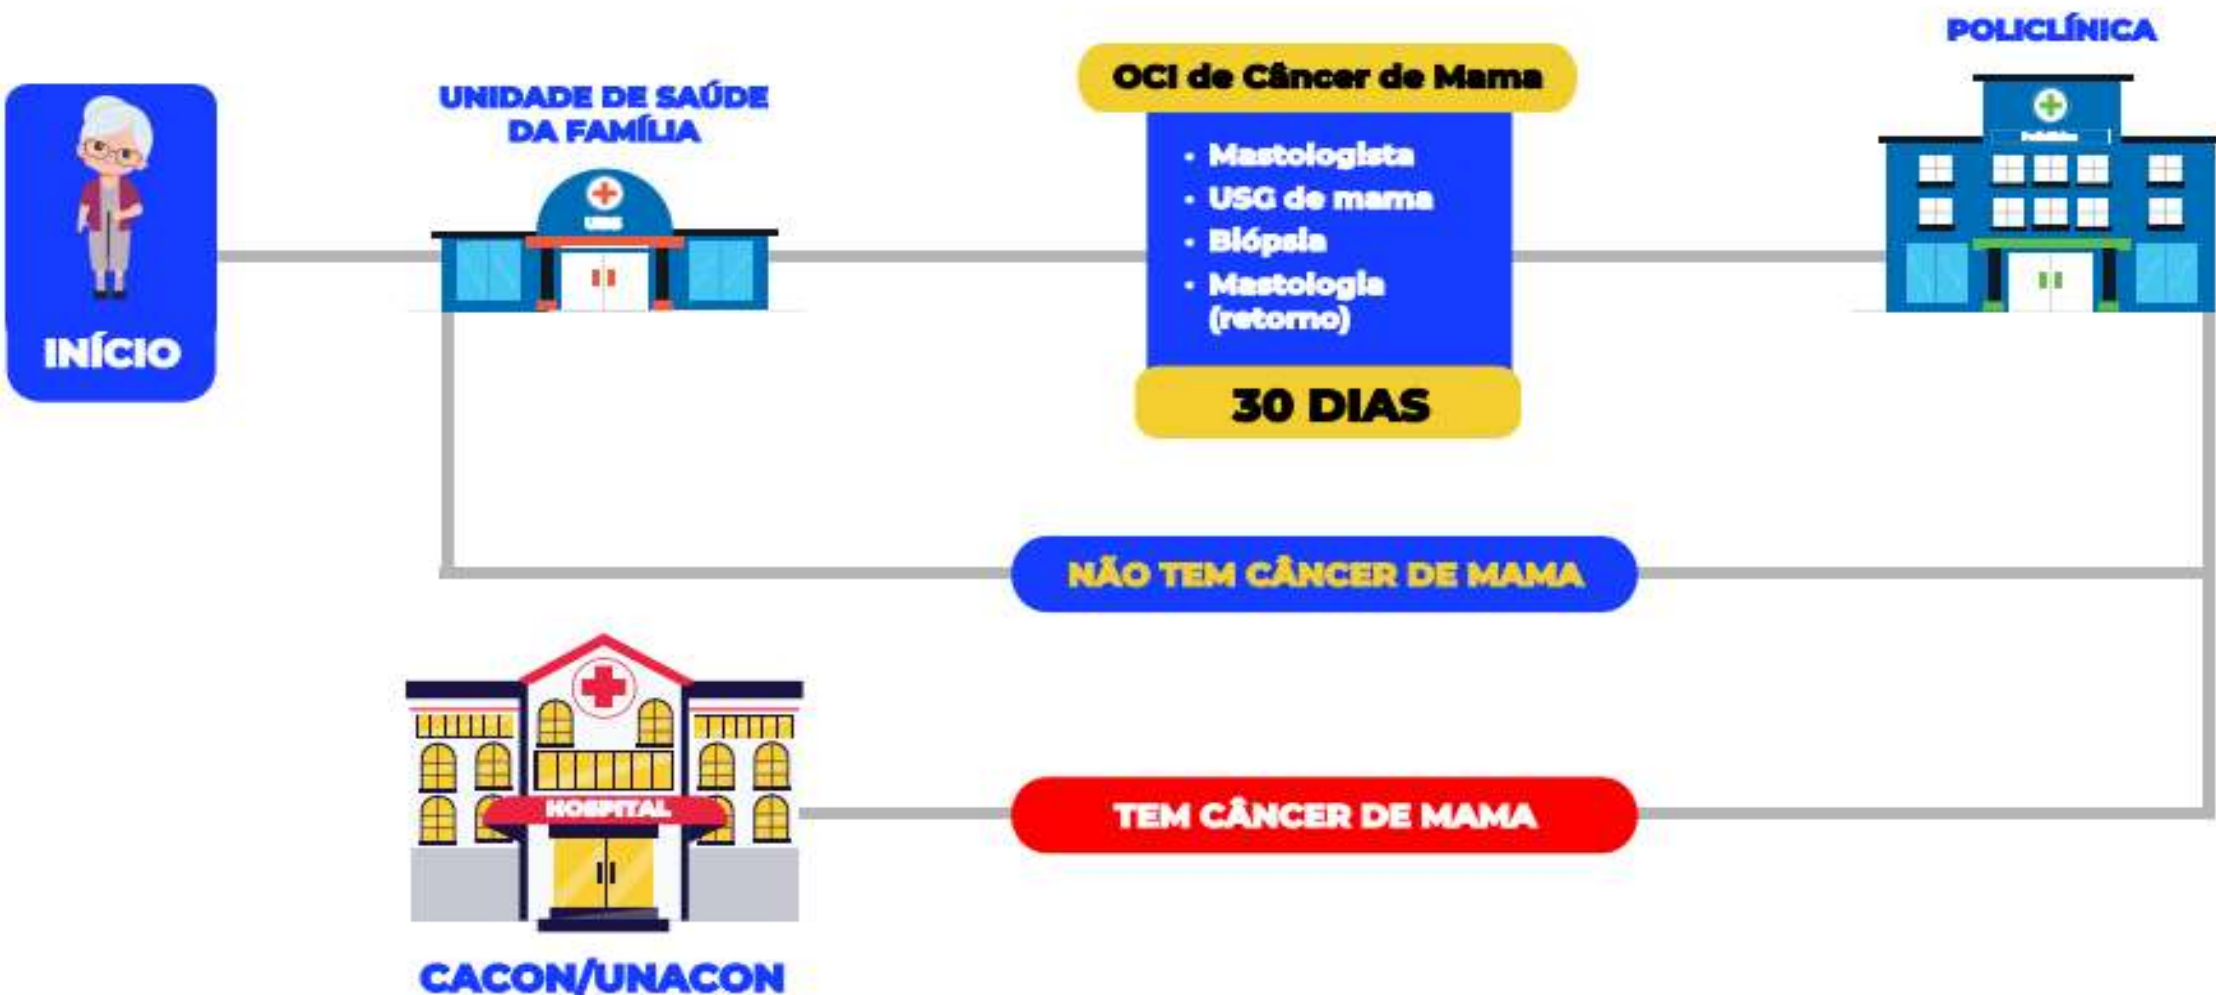 POLICLÍNICA
OCI de Câncer de Mama
UNIDADE DE SAÚDE
DA FAMÍLIA
• Mastologista
• USG de mama
• Biópsia
• Mastologia
(retorno)
INÍCIO
30 DIAS
NÃO TEM CÂNCER DE MAMA
HOSPITAL
TEM CÂNCER DE MAMA
CACON/UNACON